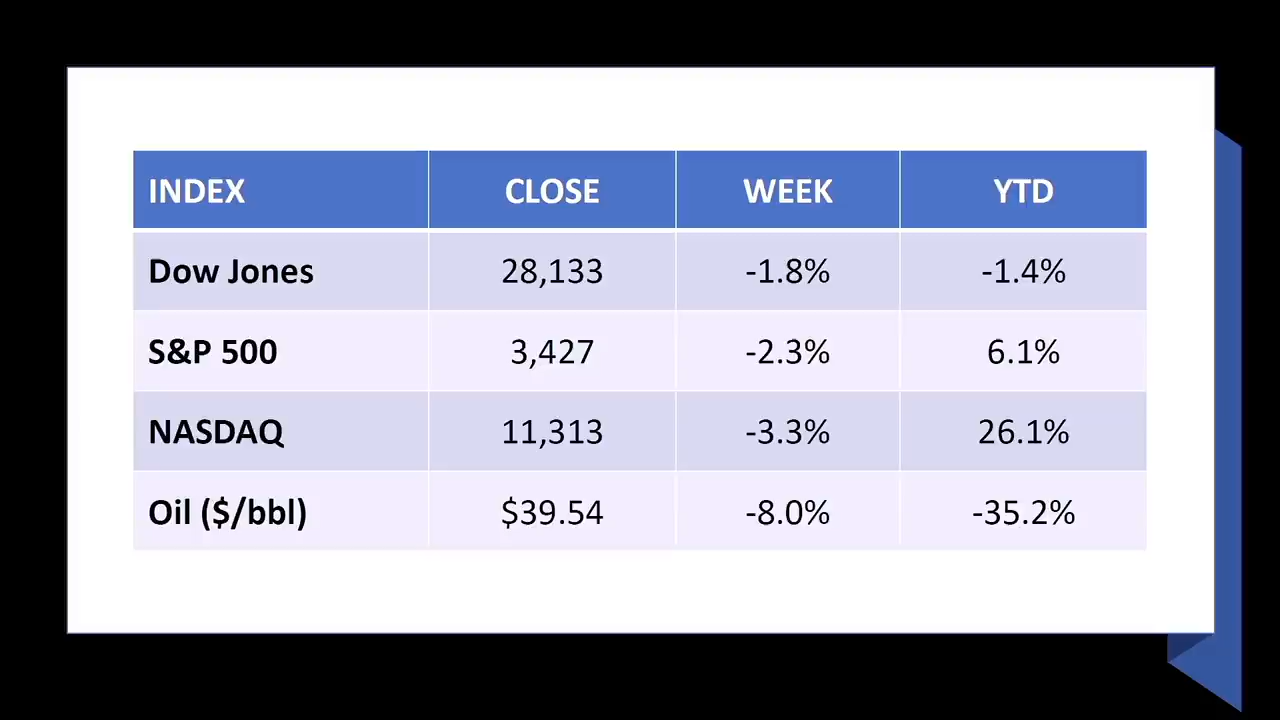 INDEX CLOSE WEEK YTD
Dow Jones 28,133 -1.8% -1.4%
S&P 500 3,427 -2.3% 6.1%
NASDAQ 11,313 -3.3% 26.1%
Oil ($/bbl) $39.54 -8.0% -35.2%